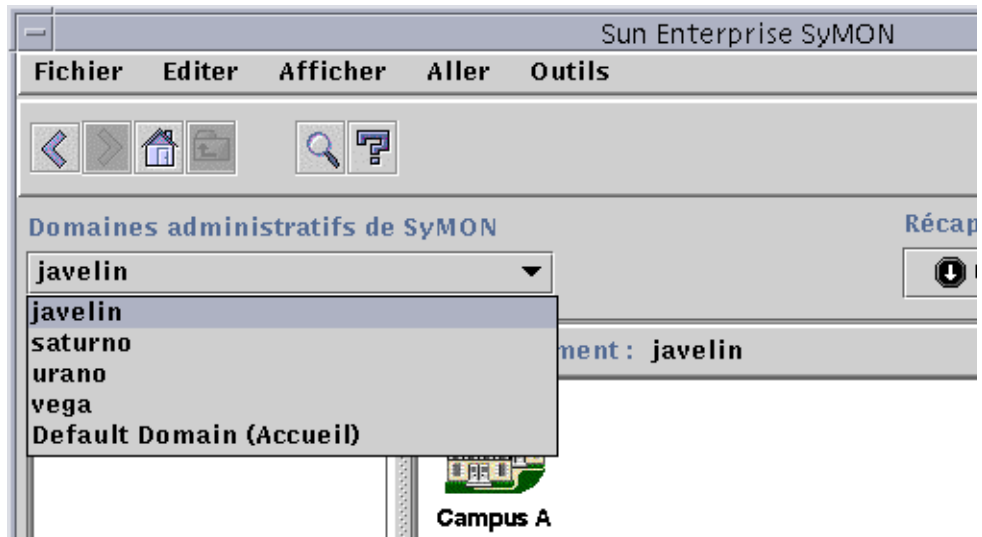 Sun Enterprise SyMON
Fichier Editer Afficher Aller Outils
Domaines administratifs de SyMON
javelin
javelin
saturno
urano
vega
Default Domain (Accueil)
javelin
Campus A